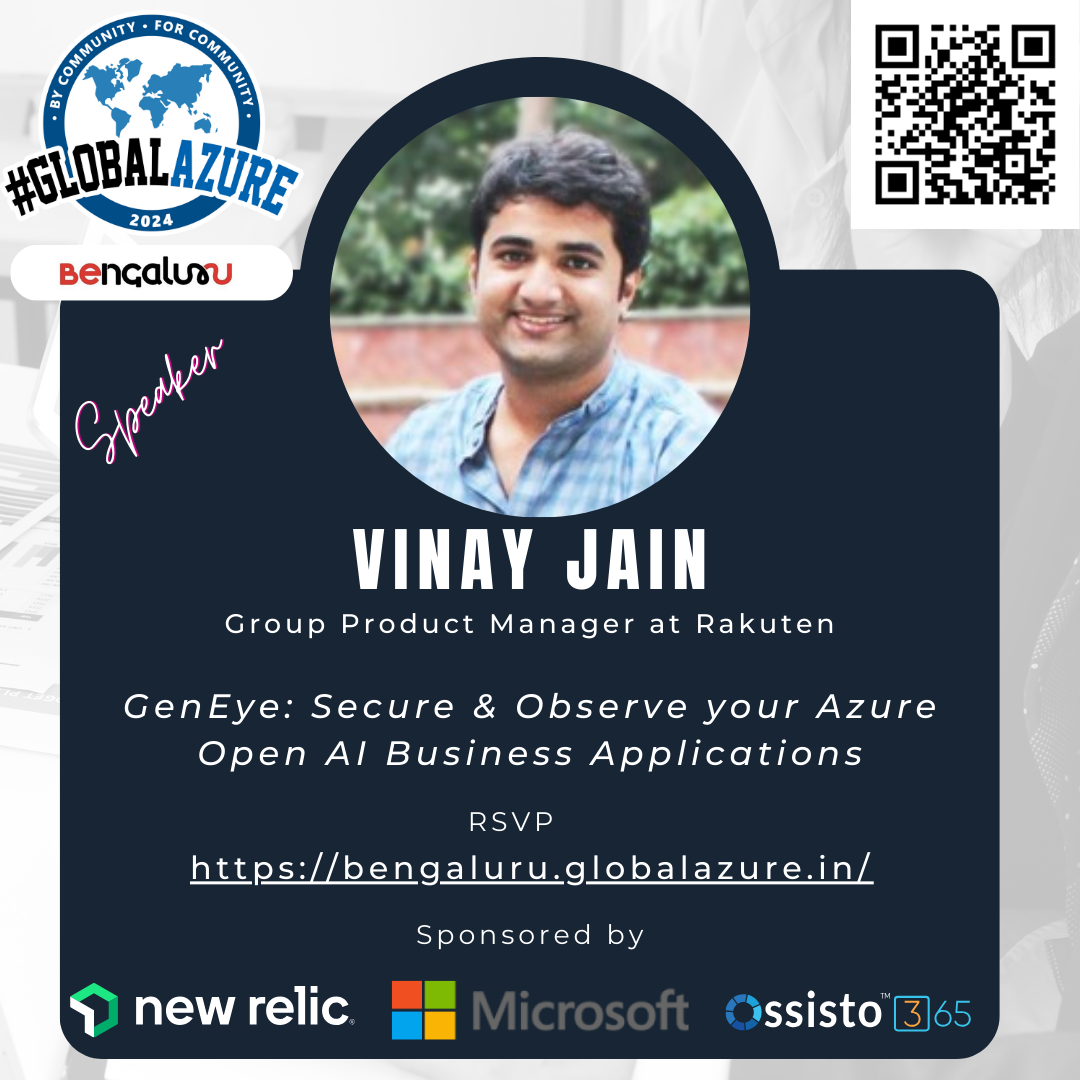 BY COMMUNITY • FOR COMMUNITY
#GLOBALAZURE
2024
BENGALURU
Speaker
VINAY JAIN
Group Product Manager at Rakuten
GenEye: Secure & Observe your Azure
Open AI Business Applications
RSVP
https://bengaluru.globalazure.in/
Sponsored by
new relic® Microsoft Ossisto™ 365